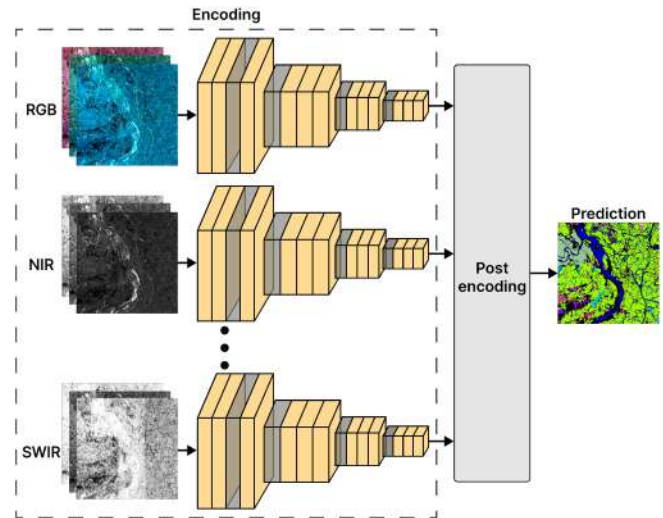 Encoding
RGB
NIR
SWIR
Post
encoding
Prediction